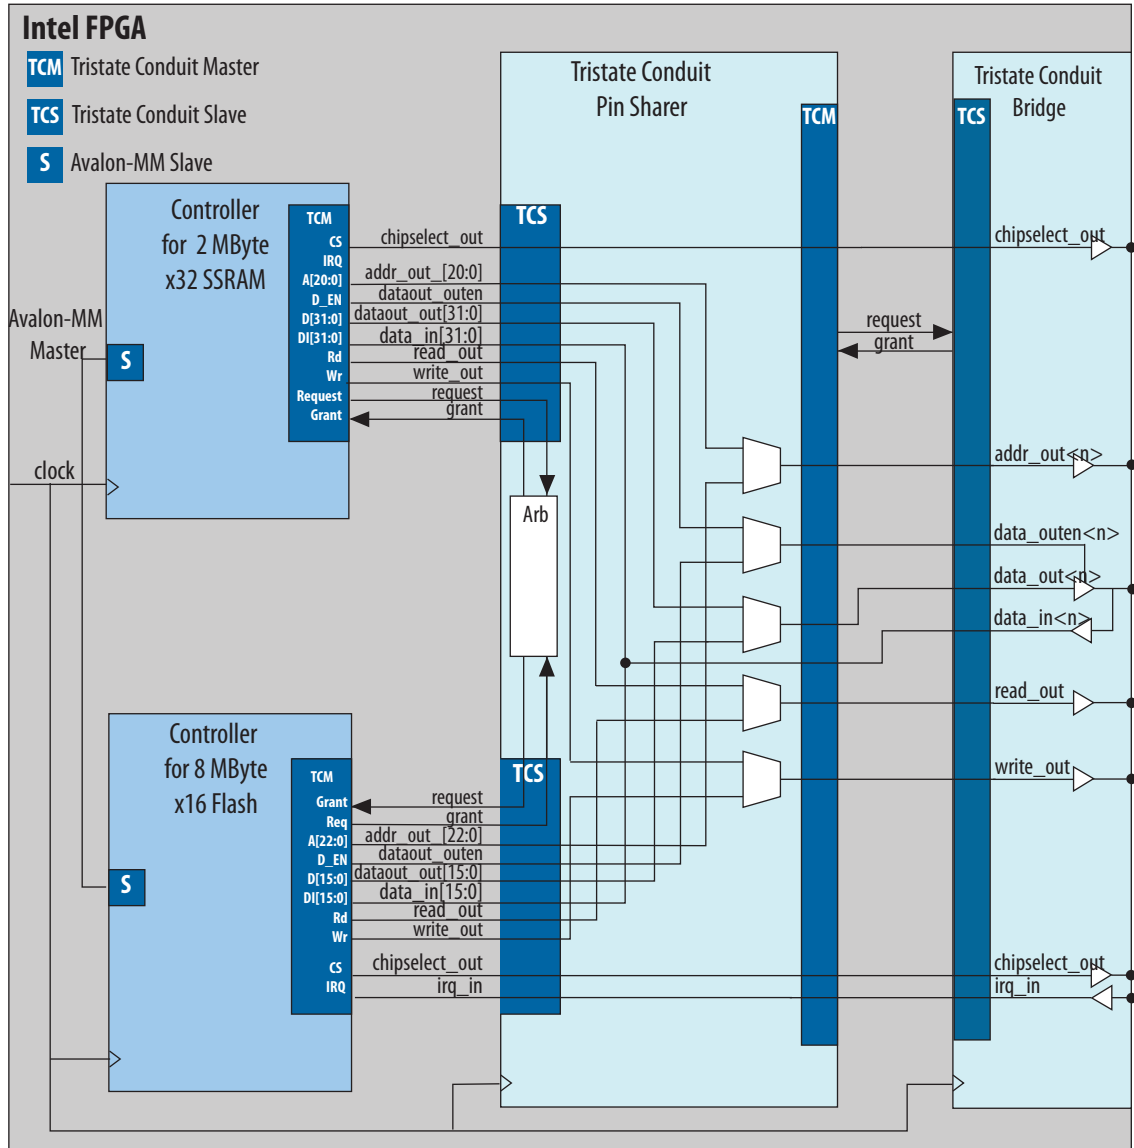 Intel FPGA
TCM Tristate Conduit Master
TCS Tristate Conduit Slave
S Avalon-MM Slave
Controller
for 2 MByte
x32 SSRAM
TCM
CS
IRQ
A[20:0]
D_EN
D[31:0]
DI[31:0]
Rd
Wr
Request
Grant
Avalon-MM
Master
S
clock
chipselect_out
addr_out_[20:0]
dataout_outen
dataout_out[31:0]
data_in[31:0]
read_out
write_out
request
grant
Tristate Conduit
Pin Sharer
TCS
TCM
Arb
TCS
request
grant
Tristate Conduit
Bridge
TCS
chipselect_out
addr_out<n>
data_outen<n>
data_out<n>
data_in<n>
read_out
write_out
chipselect_out
irq_in
Controller
for 8 MByte
x16 Flash
S
TCM
Grant
Req
A[22:0]
D_EN
D[15:0]
DI[15:0]
Rd
Wr
CS
IRQ
request
grant
addr_out_[22:0]
dataout_outen
dataout_out[15:0]
data_in[15:0]
read_out
write_out
chipselect_out
irq_in